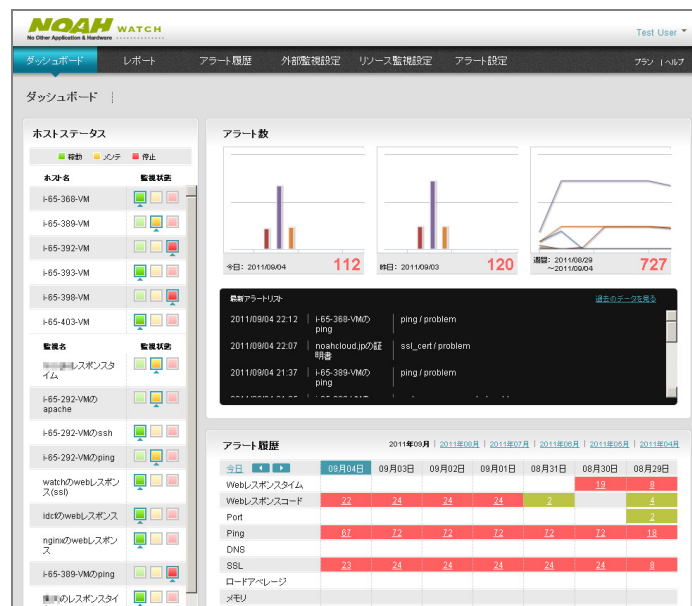 NOAH WATCH
No Other Application & Hardware
Test User
ダッシュボード レポート アラート履歴 外部監視設定 リソース監視設定 アラート設定 プラン | ヘルプ
ダッシュボード
ホストステータス
稼動 メンテ 停止
ホスト名 監視状況
i-65-368-VM
i-65-389-VM
i-65-392-VM
i-65-393-VM
i-65-398-VM
i-65-403-VM
監視名 監視状況
レスポンスタ
イム
i-65-292-VMの
apache
i-65-292-VMのssh
i-65-292-VMのping
watchのwebレスポン
ス(ssl)
idcfのwebレスポンス
nginxのwebレスポン
ス
i-65-389-VMのping
のレスポンスタイ
アラート数
今日: 2011/09/04 112
昨日: 2011/09/03 120
週間: 2011/08/29
～2011/09/04 727
最新アラートリスト 過去のデータを見る
2011/09/04 22:12 i-65-368-VMの
ping ping / problem
2011/09/04 22:07 noahcloud.jpの証
明書 ssl_cert / problem
2011/09/04 21:37 i-65-389-VMの
ping ping / problem
アラート履歴 2011年09月 | 2011年08月 | 2011年07月 | 2011年06月 | 2011年05月 | 2011年04月
今日 09月04日 09月03日 09月02日 09月01日 08月31日 08月30日 08月29日
Webレスポンスタイム 19 8
Webレスポンスコード 22 24 24 24 2 4
Port 2
Ping 67 72 72 72 72 72 18
DNS
SSL 23 24 24 24 24 24 8
ロードアベレージ
メモリ